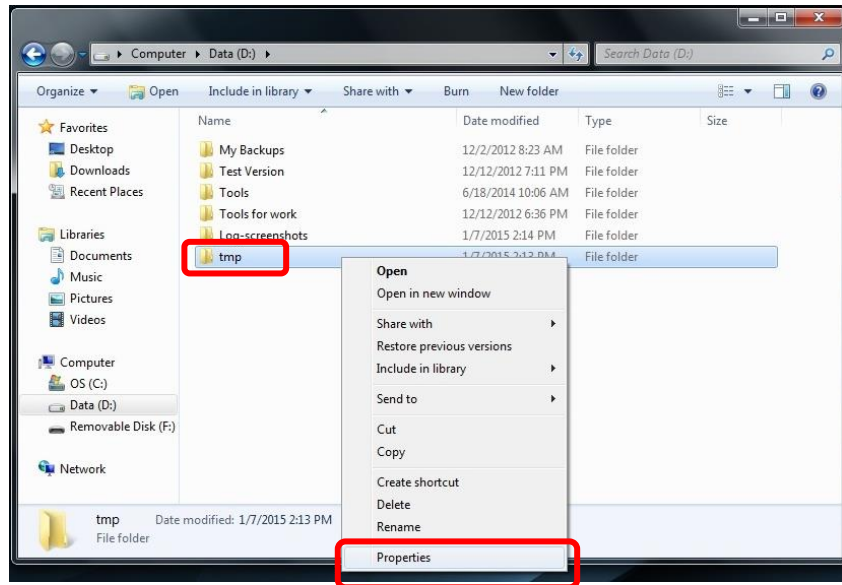 Computer ▸ Data (D:) ▸ Search Data (D:)
Organize Open Include in library Share with Burn New folder
Favorites
Desktop
Downloads
Recent Places
Libraries
Documents
Music
Pictures
Videos
Computer
OS (C:)
Data (D:)
Removable Disk (F:)
Network
Name Date modified Type Size
My Backups 12/2/2012 8:23 AM File folder
Test Version 12/12/2012 7:11 PM File folder
Tools 6/18/2014 10:06 AM File folder
Tools for work 12/12/2012 6:36 PM File folder
Log-screenshots 1/7/2015 2:14 PM File folder
tmp 1/7/2015 2:13 PM File folder
Open
Open in new window
Share with
Restore previous versions
Include in library
Send to
Cut
Copy
Create shortcut
Delete
Rename
Properties
tmp Date modified: 1/7/2015 2:13 PM
File folder